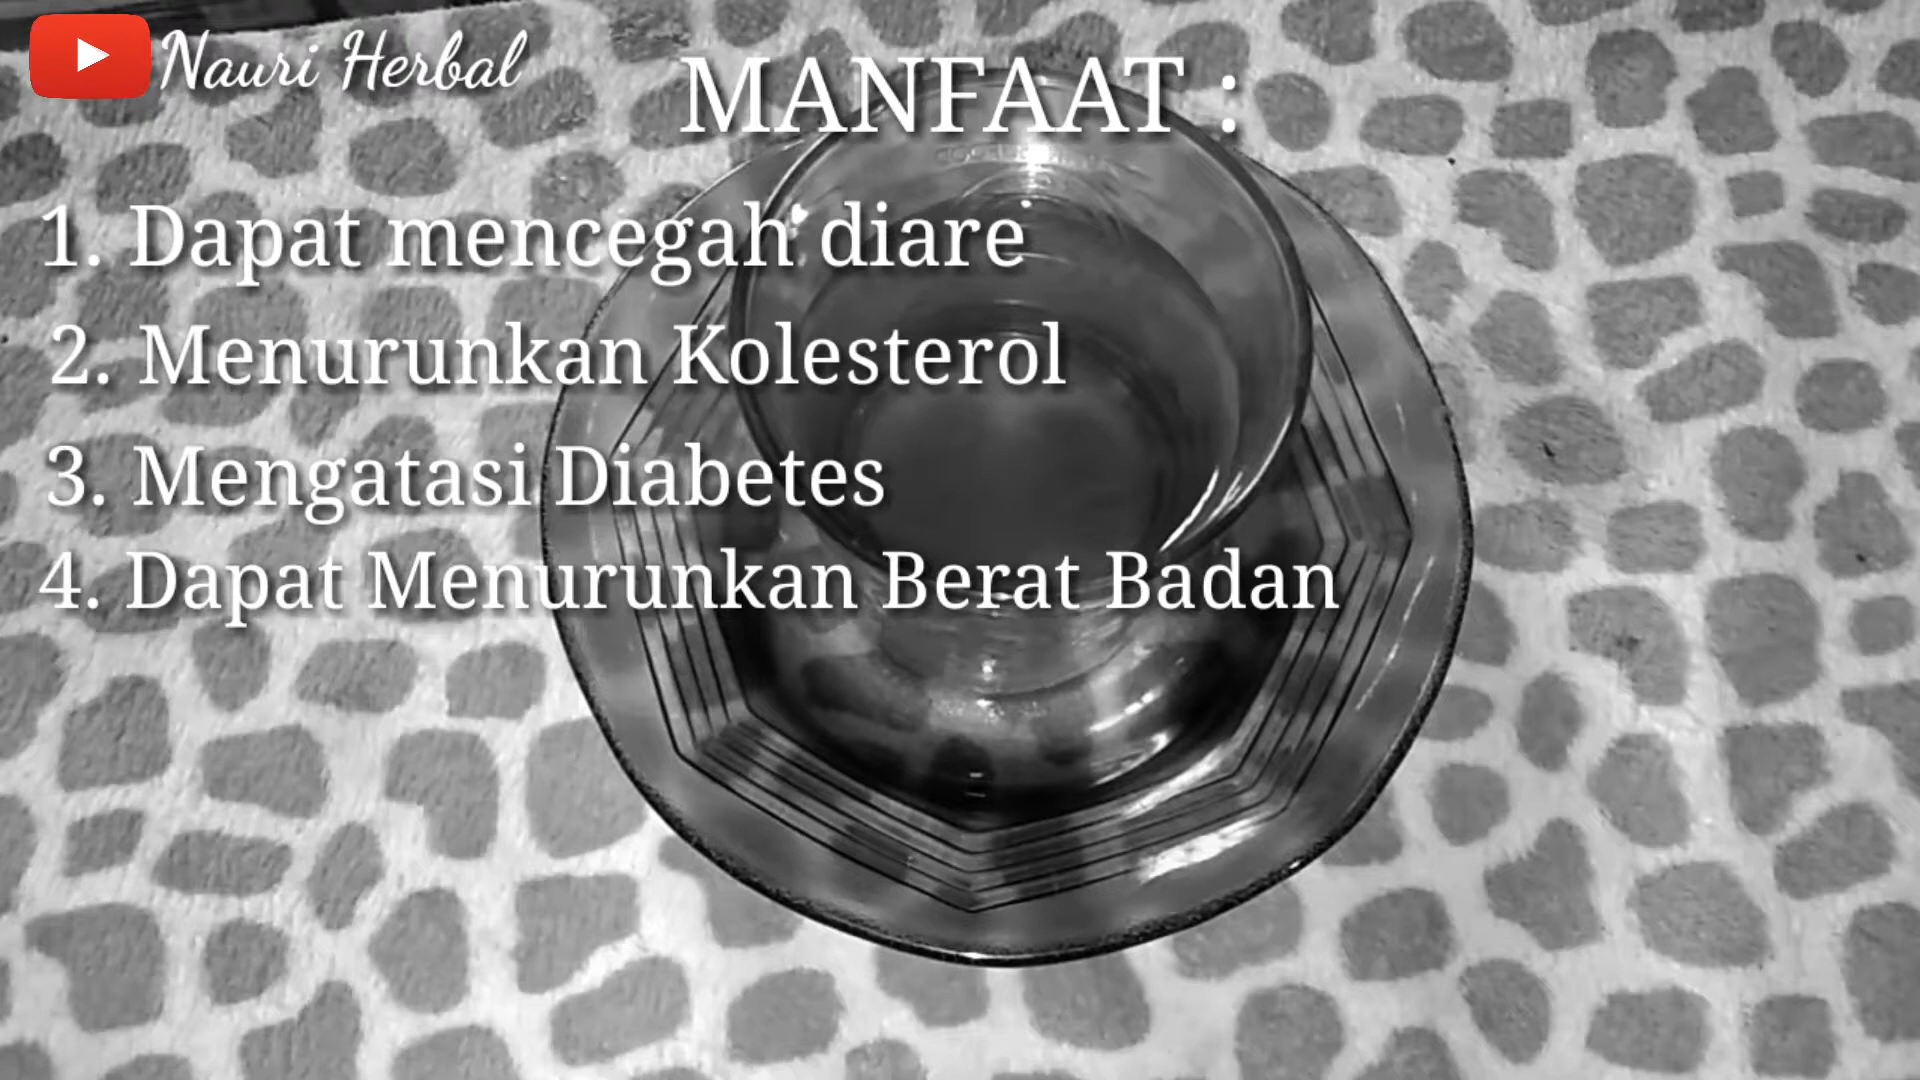 Nauri Herbal
MANFAAT :
1. Dapat mencegah diare
2. Menurunkan Kolesterol
3. Mengatasi Diabetes
4. Dapat Menurunkan Berat Badan